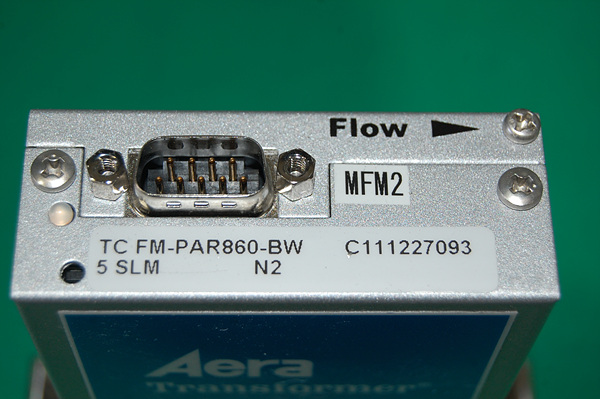 Flow
MFM2
TC FM-PAR860-BW C111227093
5 SLM N2
Aera
Transformer®